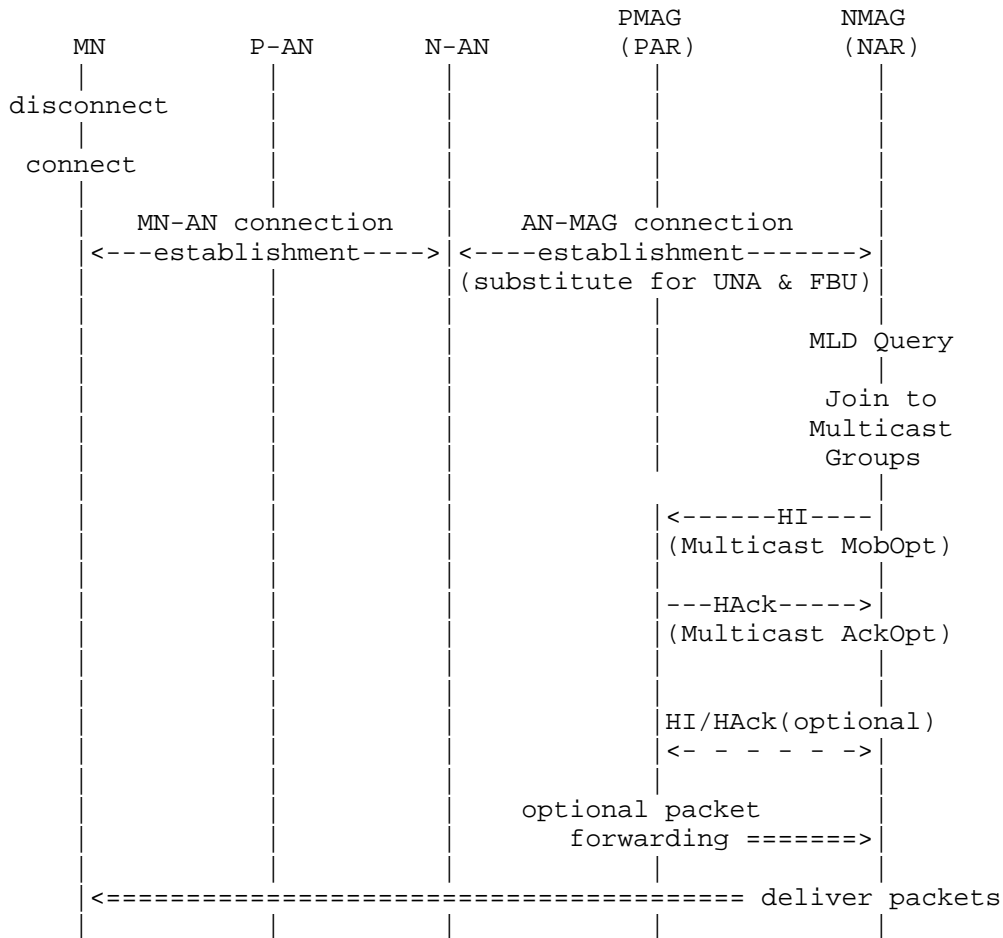 PMAG NMAG
MN P-AN N-AN (PAR) (NAR)
disconnect
connect
MN-AN connection AN-MAG connection
<---establishment----> <----establishment------->
(substitute for UNA & FBU)
MLD Query
Join to
Multicast
Groups
<------HI----
(Multicast MobOpt)
---HAck----->
(Multicast AckOpt)
HI/HAck(optional)
<- - - - - ->
optional packet
forwarding =======>
<======================================== deliver packets